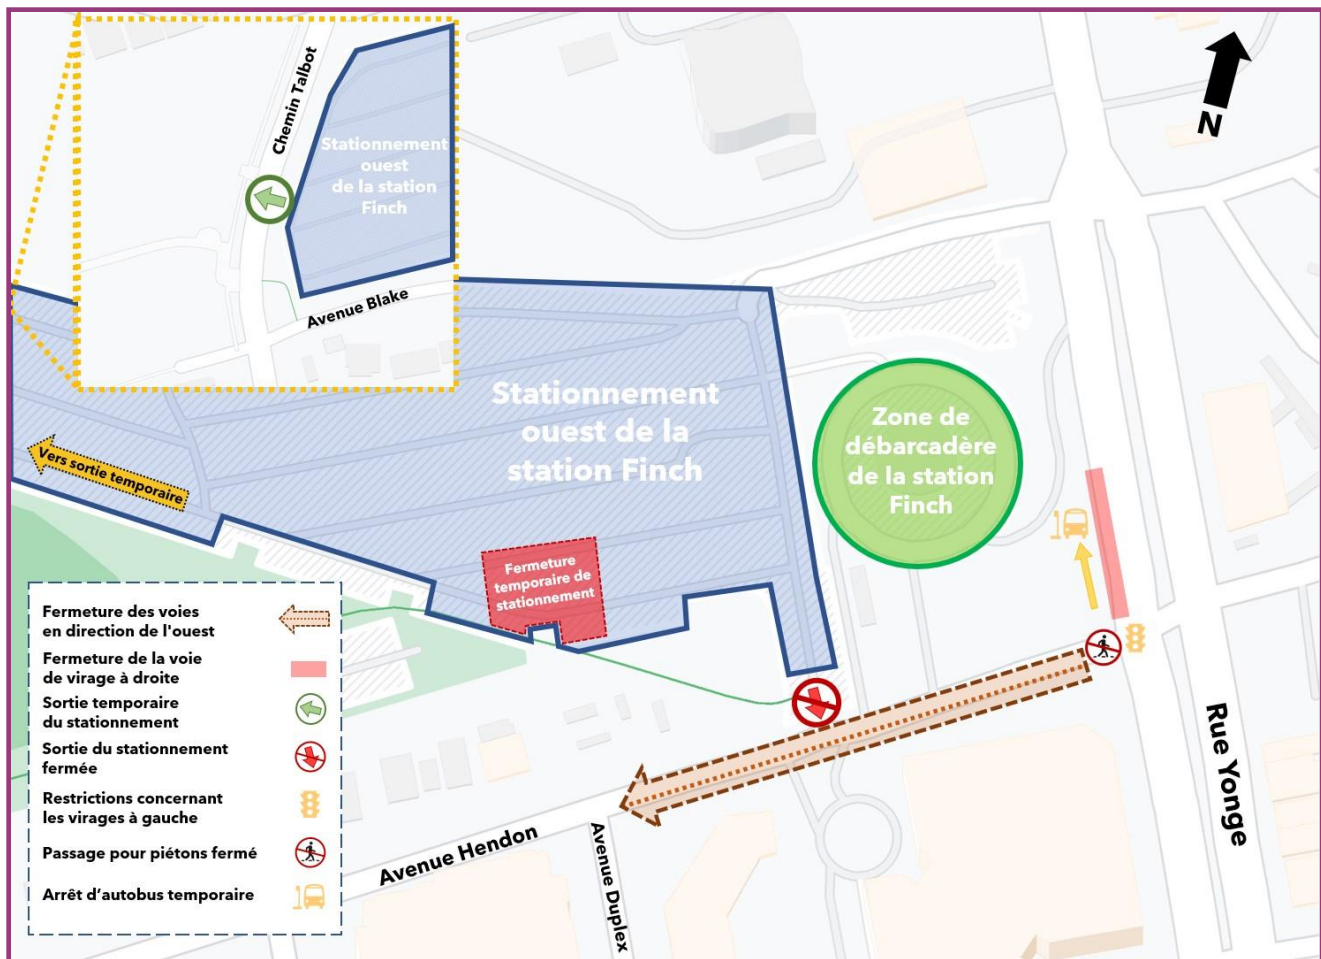 Chemin Talbot
Stationnement
ouest
de la station
Finch
Avenue Blake
N
Stationnement
ouest de la
station Finch
Zone de
débarcadère
de la station
Finch
Vers sortie temporaire
Fermeture
temporaire de
stationnement
Fermeture des voies
en direction de l'ouest
Fermeture de la voie
de virage à droite
Sortie temporaire
du stationnement
Sortie du stationnement
fermée
Restrictions concernant
les virages à gauche
Passage pour piétons fermé
Arrêt d’autobus temporaire
Avenue Hendon
Avenue Duplex
Rue Yonge